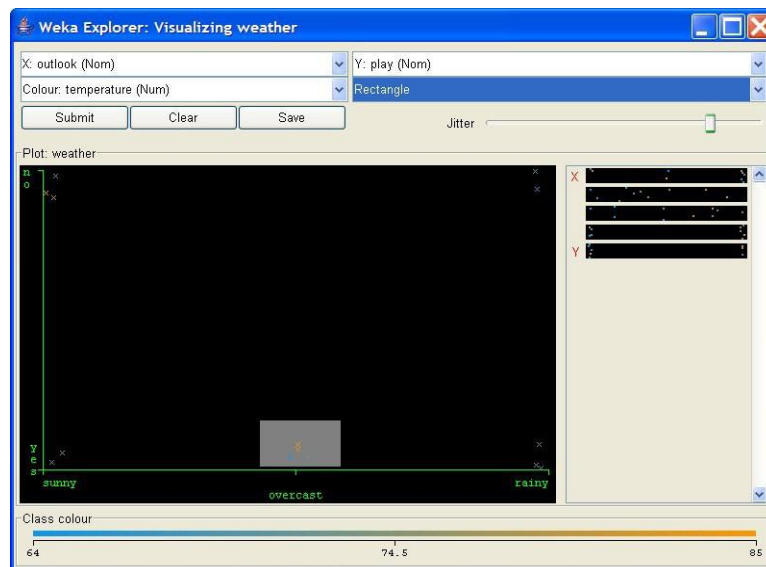 Weka Explorer: Visualizing weather
X: outlook (Nom) Y: play (Nom)
Colour: temperature (Num) Rectangle
Submit Clear Save Jitter
Plot: weather
no
X
Y
yes
sunny overcast rainy
Class colour
64 74.5 85